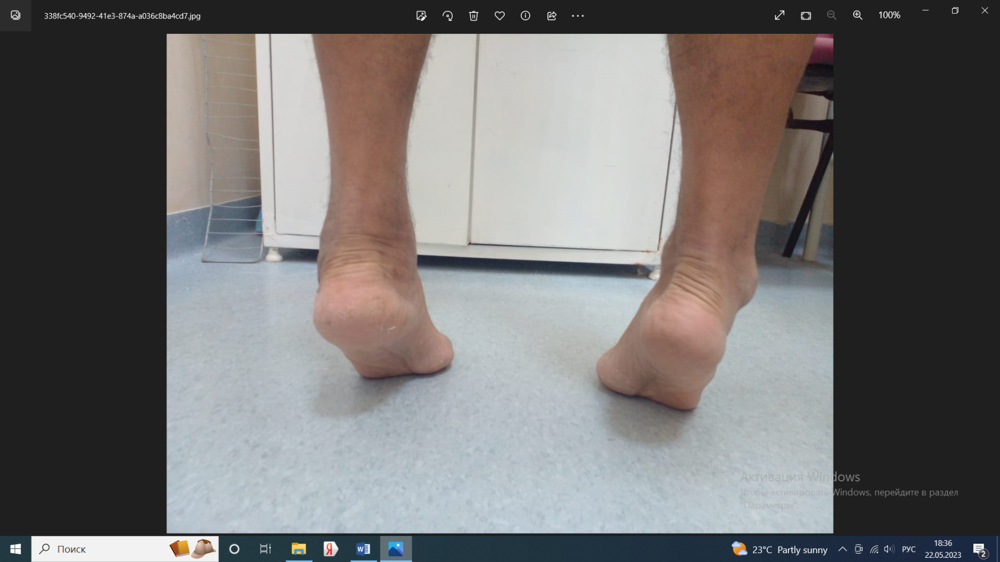 338fc540-9492-41e3-874a-a036c8ba4cd7.jpg
100%
Активация Windows
Чтобы активировать Windows, перейдите в раздел
"Параметры".
Поиск
23°C Partly sunny
РУС
18:36
22.05.2023
2